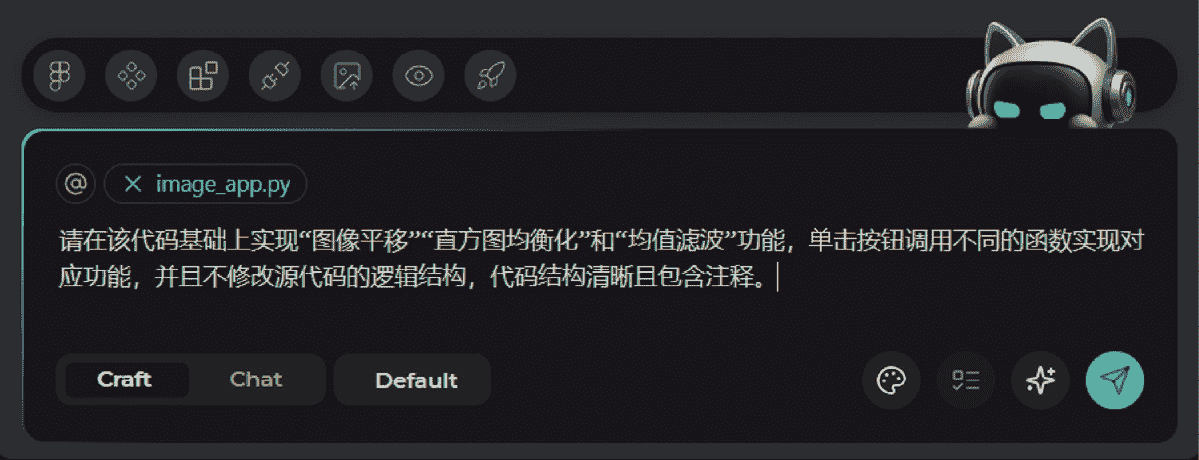 @ image_app.py
请在该代码基础上实现“图像平移”“直方图均衡化”和“均值滤波”功能，单击按钮调用不同的函数实现对
应功能，并且不修改源代码的逻辑结构，代码结构清晰且包含注释。
Craft Chat Default